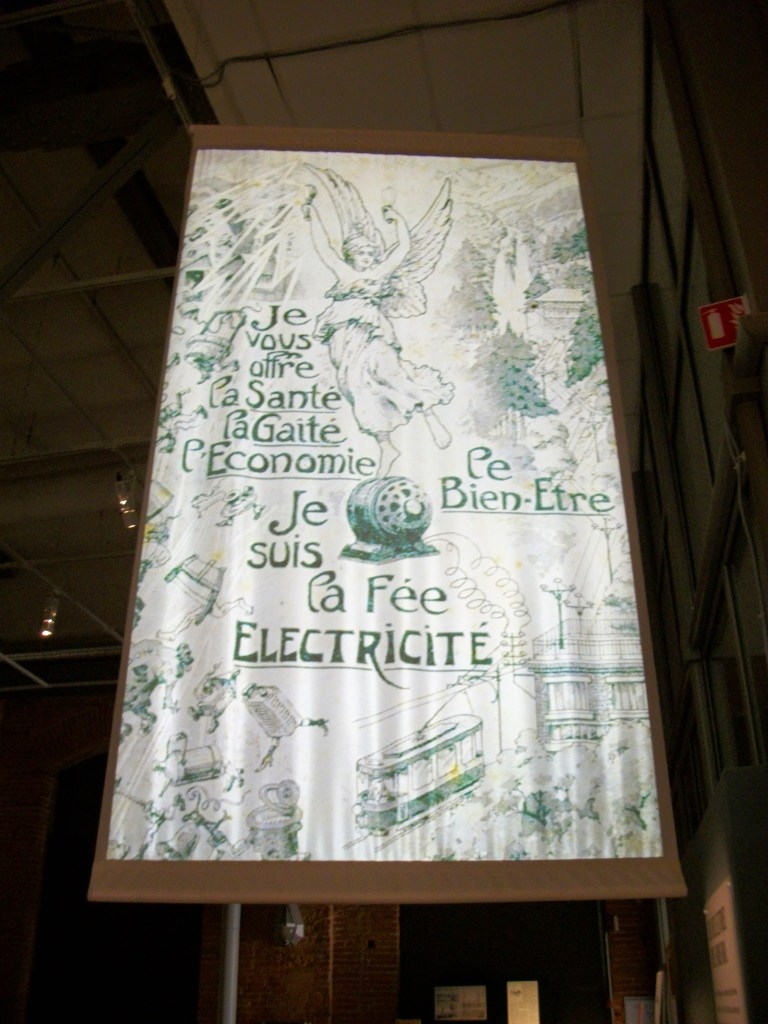 Je
vous
offre
la Santé
la Gaité
l'Economie
le
Bien-Etre
Je
suis
la Fée
ELECTRICITÉ